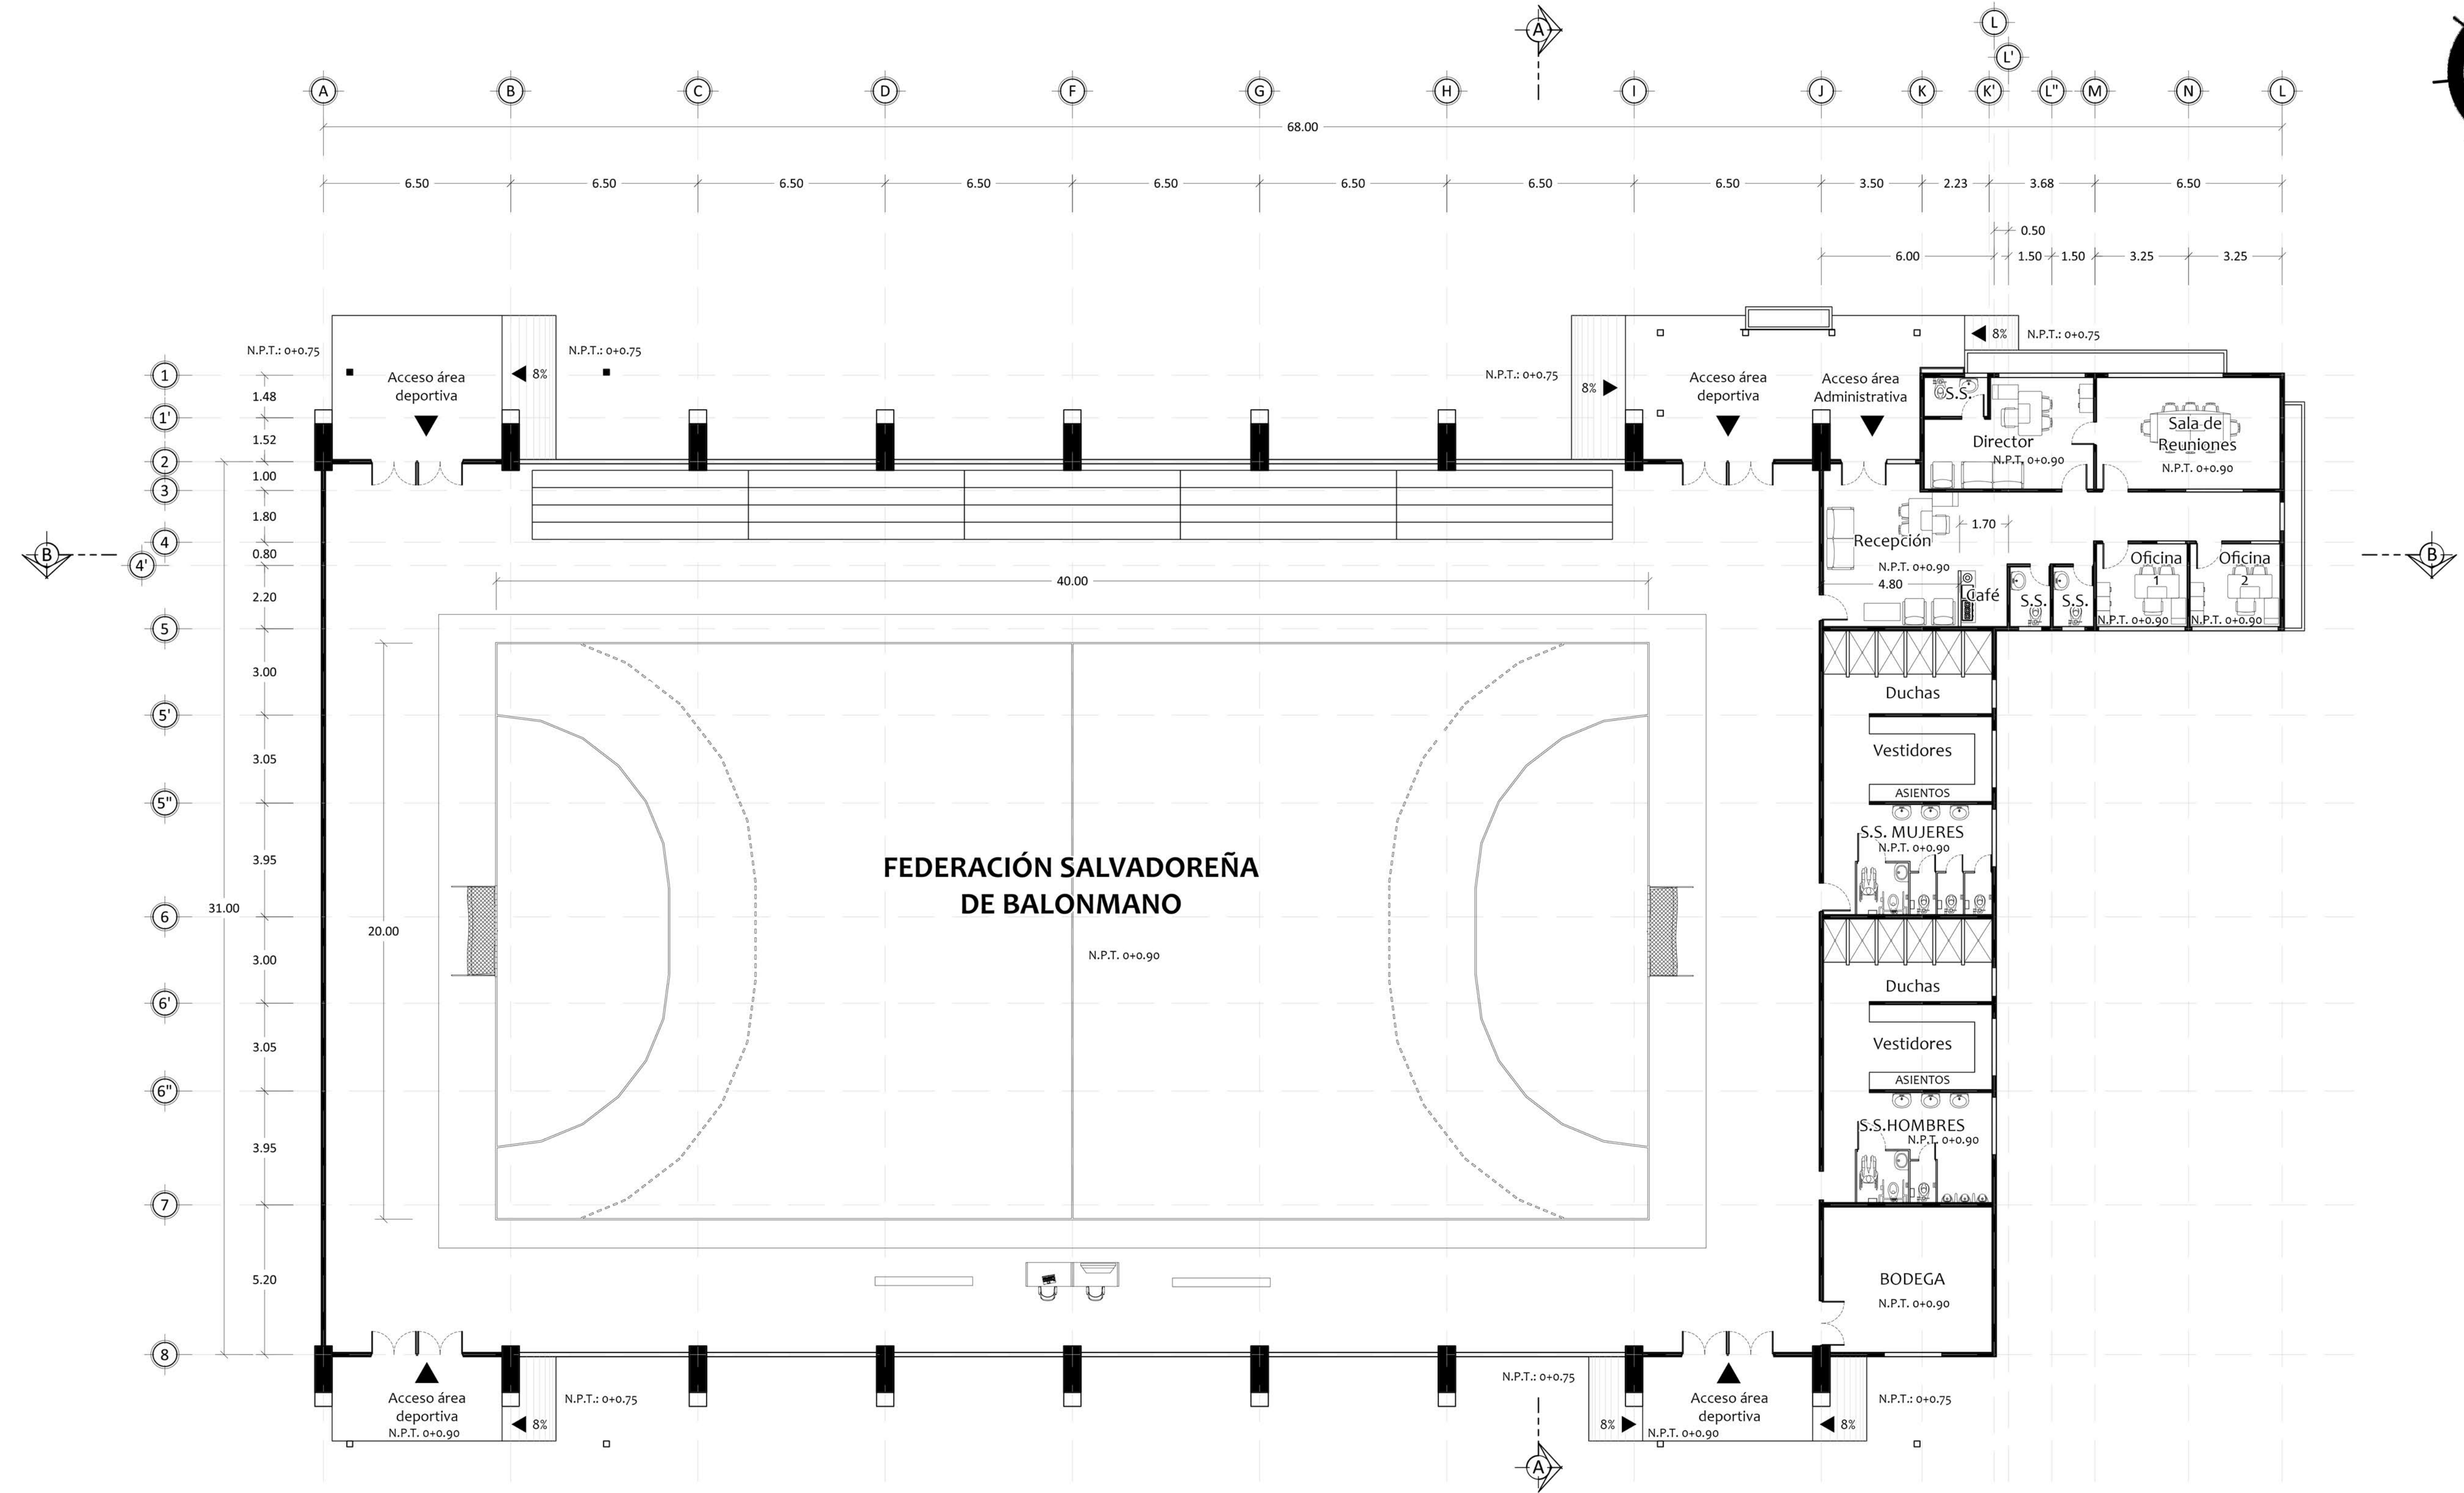 A
L
L'
A
B
C
D
F
G
H
I
J
K
K'
L"
M
N
L
68.00
6.50
6.50
6.50
6.50
6.50
6.50
6.50
6.50
3.50
2.23
3.68
6.50
0.50
6.00
1.50
1.50
3.25
3.25
N.P.T.: 0+0.75
N.P.T.: 0+0.75
8%
Acceso área
deportiva
N.P.T.: 0+0.75
8%
Acceso área
deportiva
Acceso área
Administrativa
8%
N.P.T.: 0+0.75
1
1.48
1'
1.52
2
1.00
3
1.80
4
0.80
4'
2.20
5
3.00
5'
3.05
5"
3.95
6
3.00
6'
3.05
6"
3.95
7
5.20
8
31.00
B
B
S.S.
Director
N.P.T. 0+0.90
Sala de
Reuniones
N.P.T. 0+0.90
1.70
Recepción
N.P.T. 0+0.90
4.80
Café
S.S.
S.S.
Oficina
1
N.P.T. 0+0.90
Oficina
2
N.P.T. 0+0.90
40.00
20.00
FEDERACIÓN SALVADOREÑA
DE BALONMANO
N.P.T. 0+0.90
Duchas
Vestidores
ASIENTOS
S.S. MUJERES
N.P.T. 0+0.90
Duchas
Vestidores
ASIENTOS
S.S.HOMBRES
N.P.T. 0+0.90
BODEGA
N.P.T. 0+0.90
Acceso área
deportiva
N.P.T. 0+0.90
8%
N.P.T.: 0+0.75
N.P.T.: 0+0.75
8%
Acceso área
deportiva
N.P.T. 0+0.90
8%
N.P.T.: 0+0.75
A